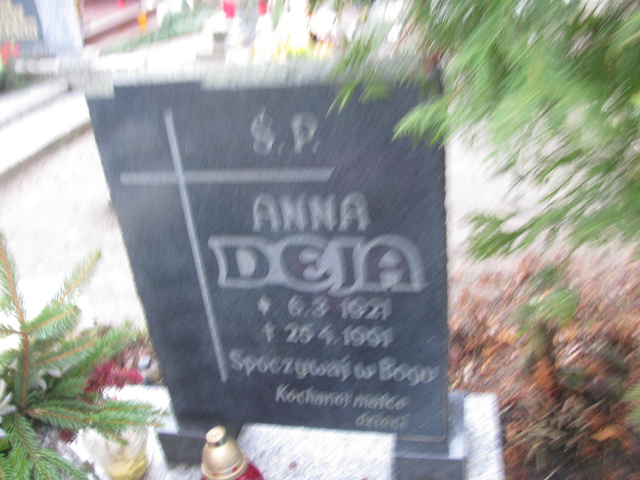 Ś. P.
ANNA
DEJA
* 6.3 1921
† 25.4.1991
Spoczywaj w Bogu
Kochanej matce
dzieci